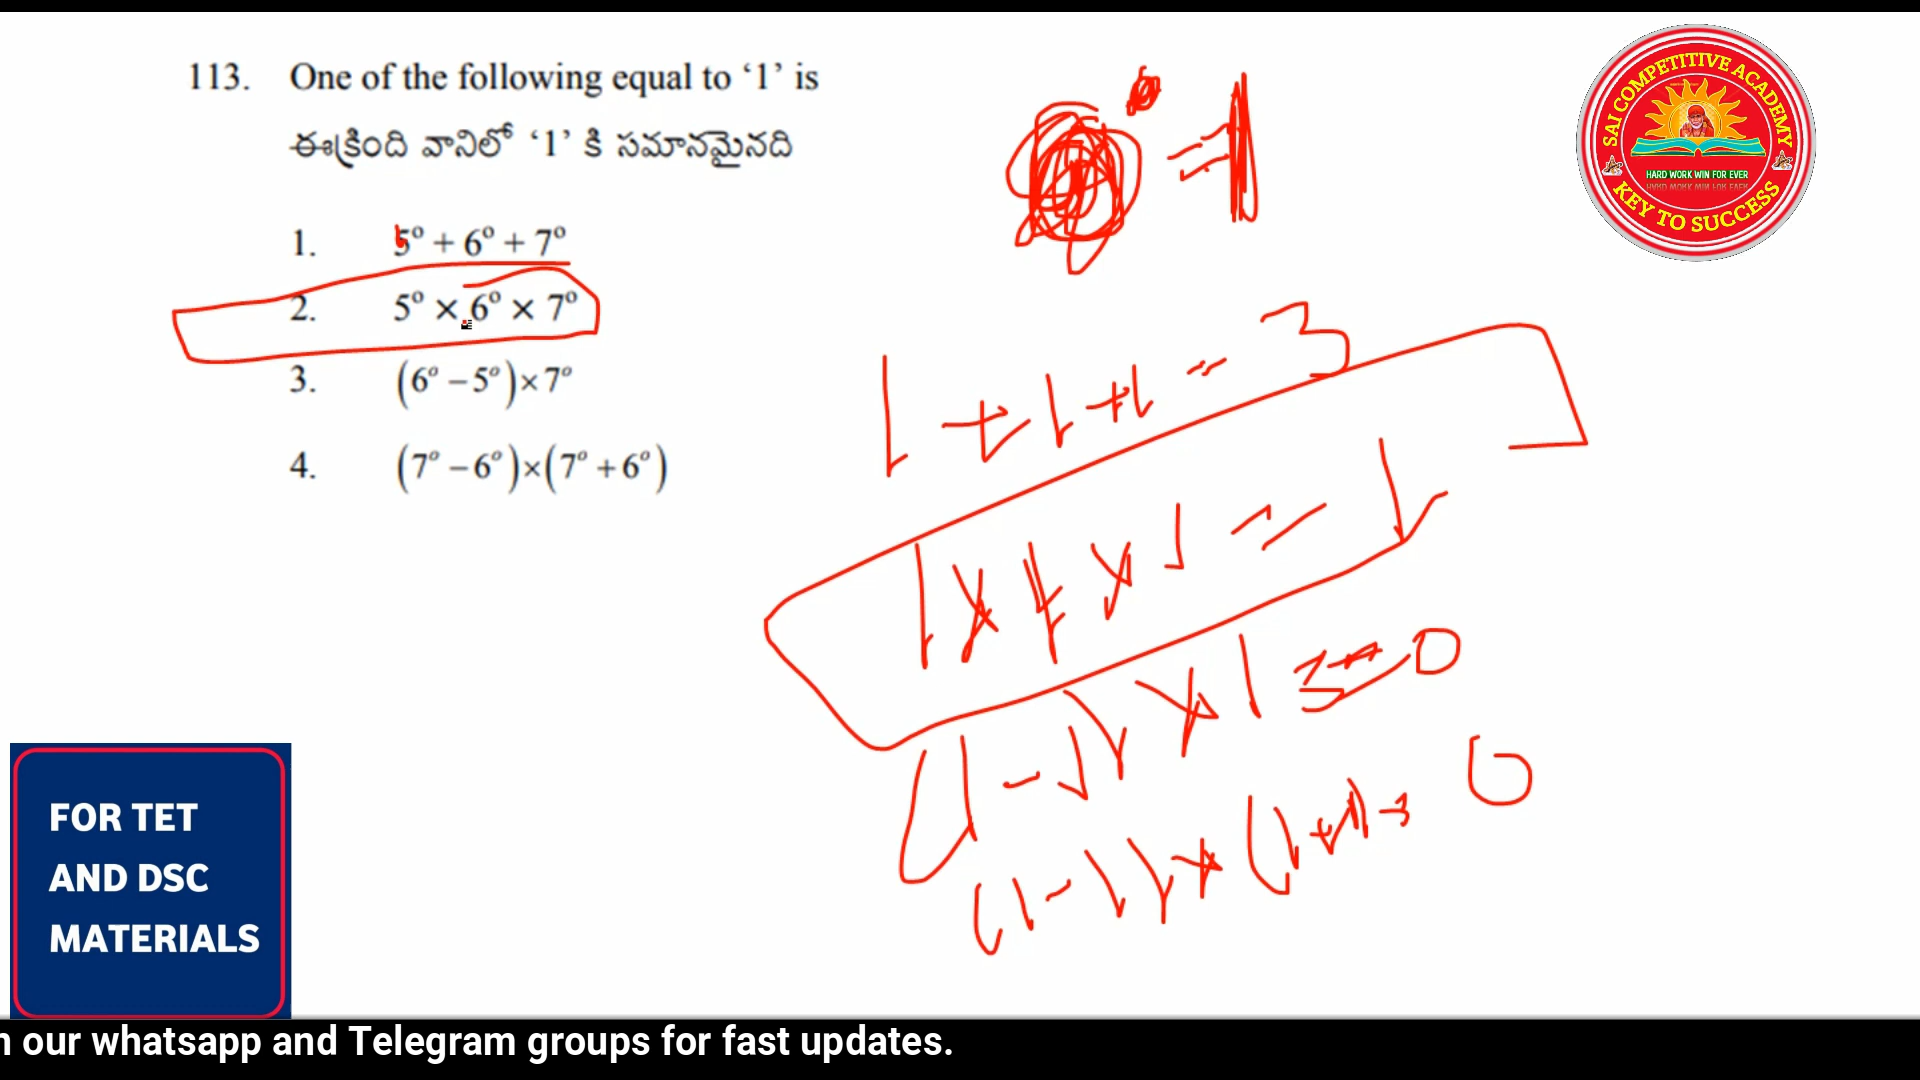 113. One of the following equal to ‘1’ is
ఈక్రింది వానిలో ‘1’ కి సమానమైనది
1. 5° + 6° + 7°
2. 5° × 6° × 7°
3. (6° – 5°) × 7°
4. (7° – 6°) × (7° + 6°)
= 1
1 + 1 + 1 = 3
1 × 1 × 1 = 1
(1 - 1) × 1 = 0
(1 - 1) × (1 + 1) = 0
SAI COMPETITIVE ACADEMY
HARD WORK WIN FOR EVER
KEY TO SUCCESS
FOR TET
AND DSC
MATERIALS
our whatsapp and Telegram groups for fast updates.